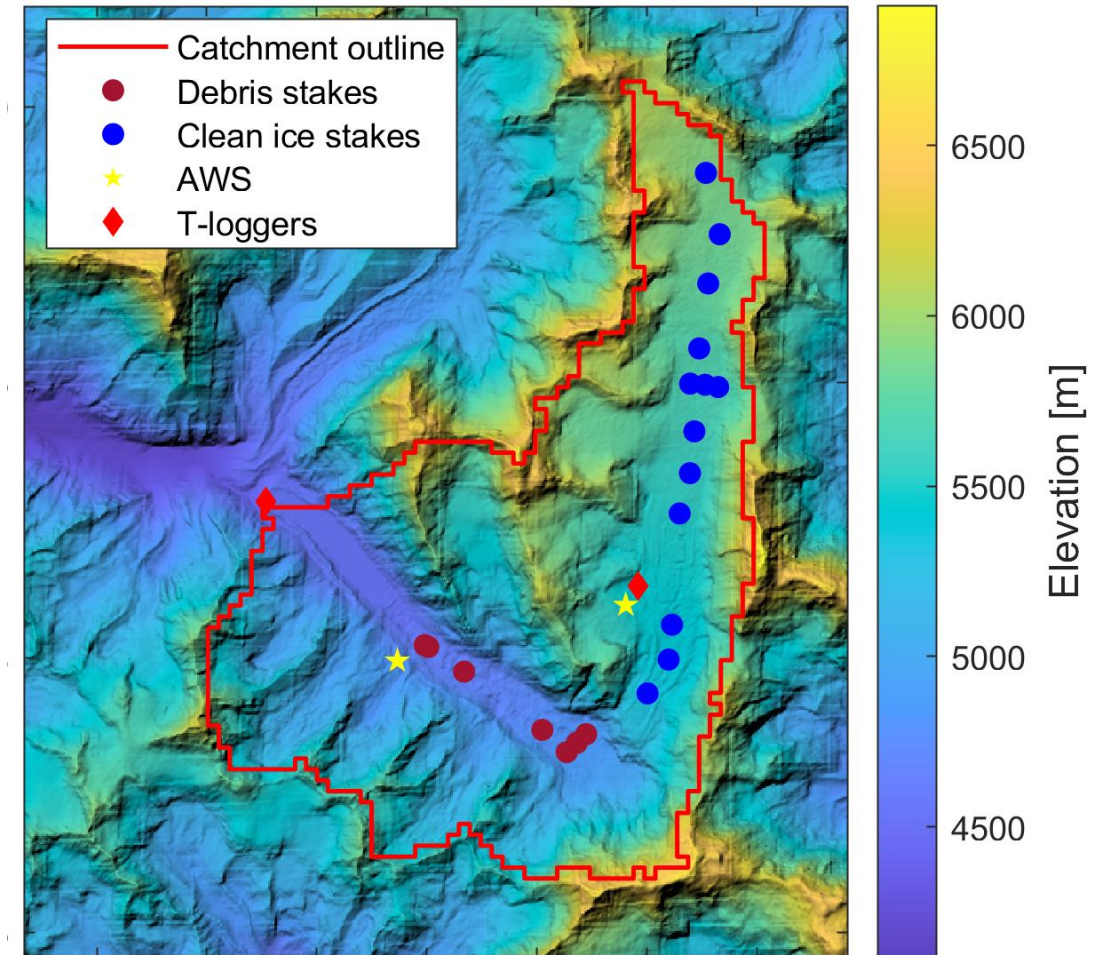 Catchment outline
Debris stakes
Clean ice stakes
AWS
T-loggers
6500
6000
5500
5000
4500
Elevation [m]